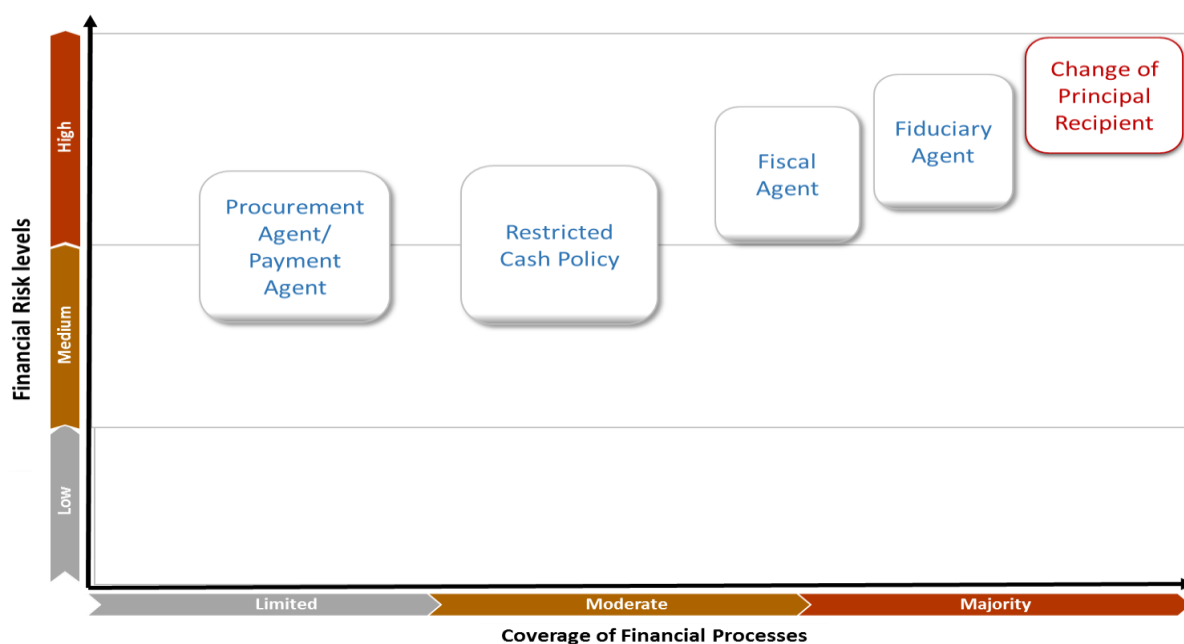 Financial Risk levels
High
Medium
Low
Procurement
Agent/
Payment
Agent
Restricted
Cash Policy
Fiscal
Agent
Fiduciary
Agent
Change of
Principal
Recipient
Limited
Moderate
Majority
Coverage of Financial Processes